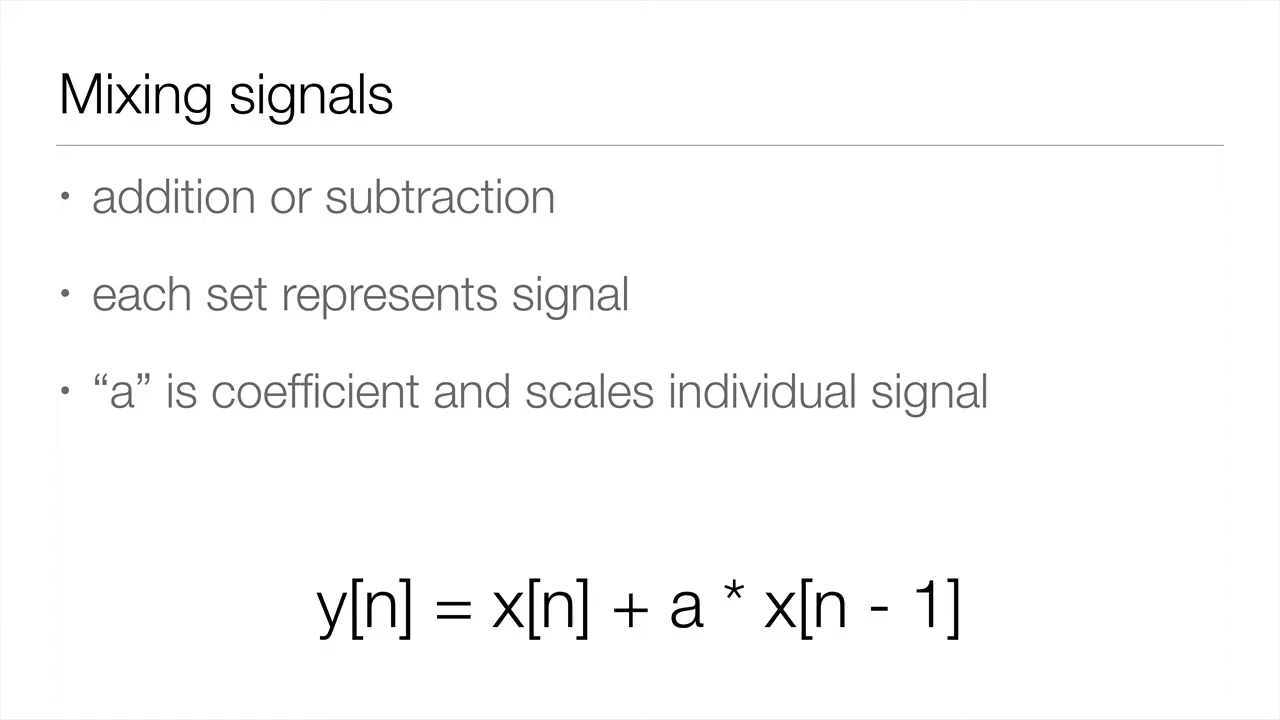 Mixing signals
• addition or subtraction
• each set represents signal
• “a” is coefficient and scales individual signal
y[n] = x[n] + a * x[n - 1]